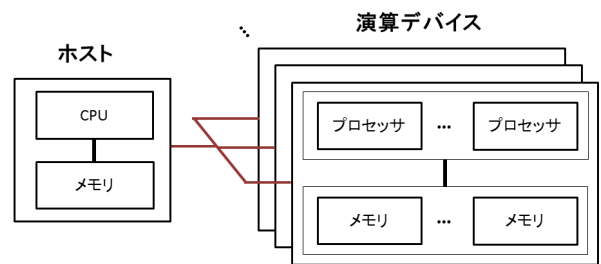 演算デバイス
ホスト
CPU
メモリ
プロセッサ … プロセッサ
メモリ … メモリ